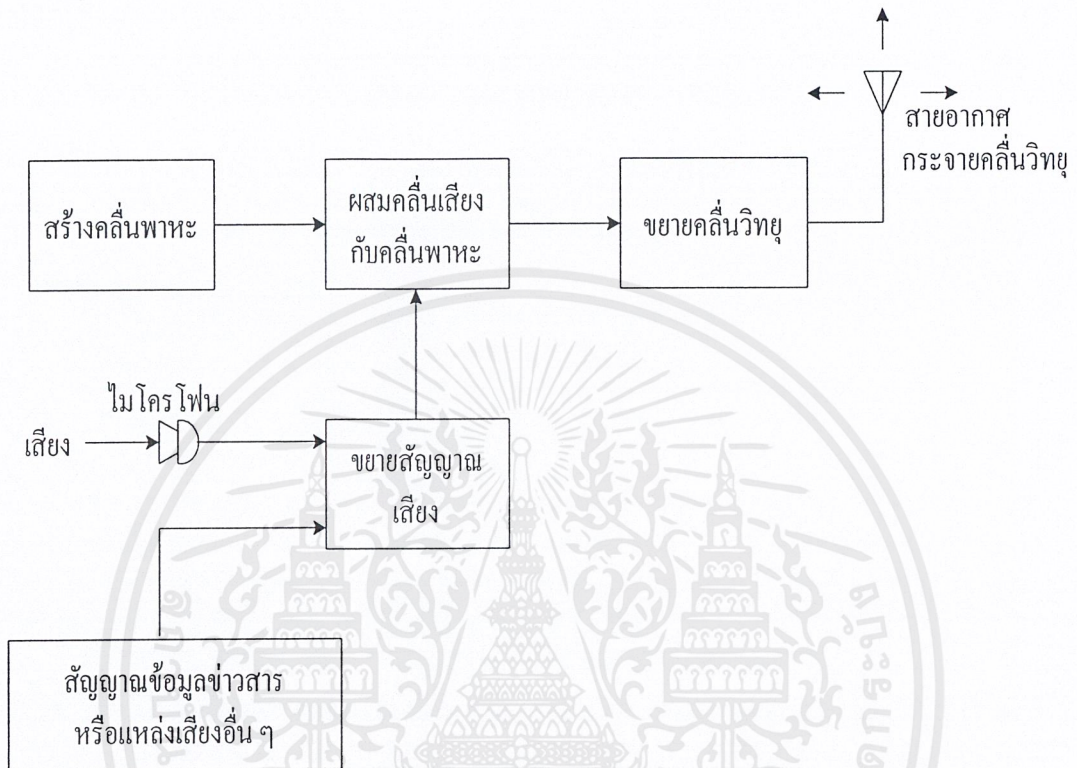 สายอากาศ
กระจายคลื่นวิทยุ
สร้างคลื่นพาหะ
ผสมคลื่นเสียง
กับคลื่นพาหะ
ขยายคลื่นวิทยุ
ไมโครโฟน
เสียง
ขยายสัญญาณ
เสียง
สัญญาณข้อมูลข่าวสาร
หรือแหล่งเสียงอื่น ๆ